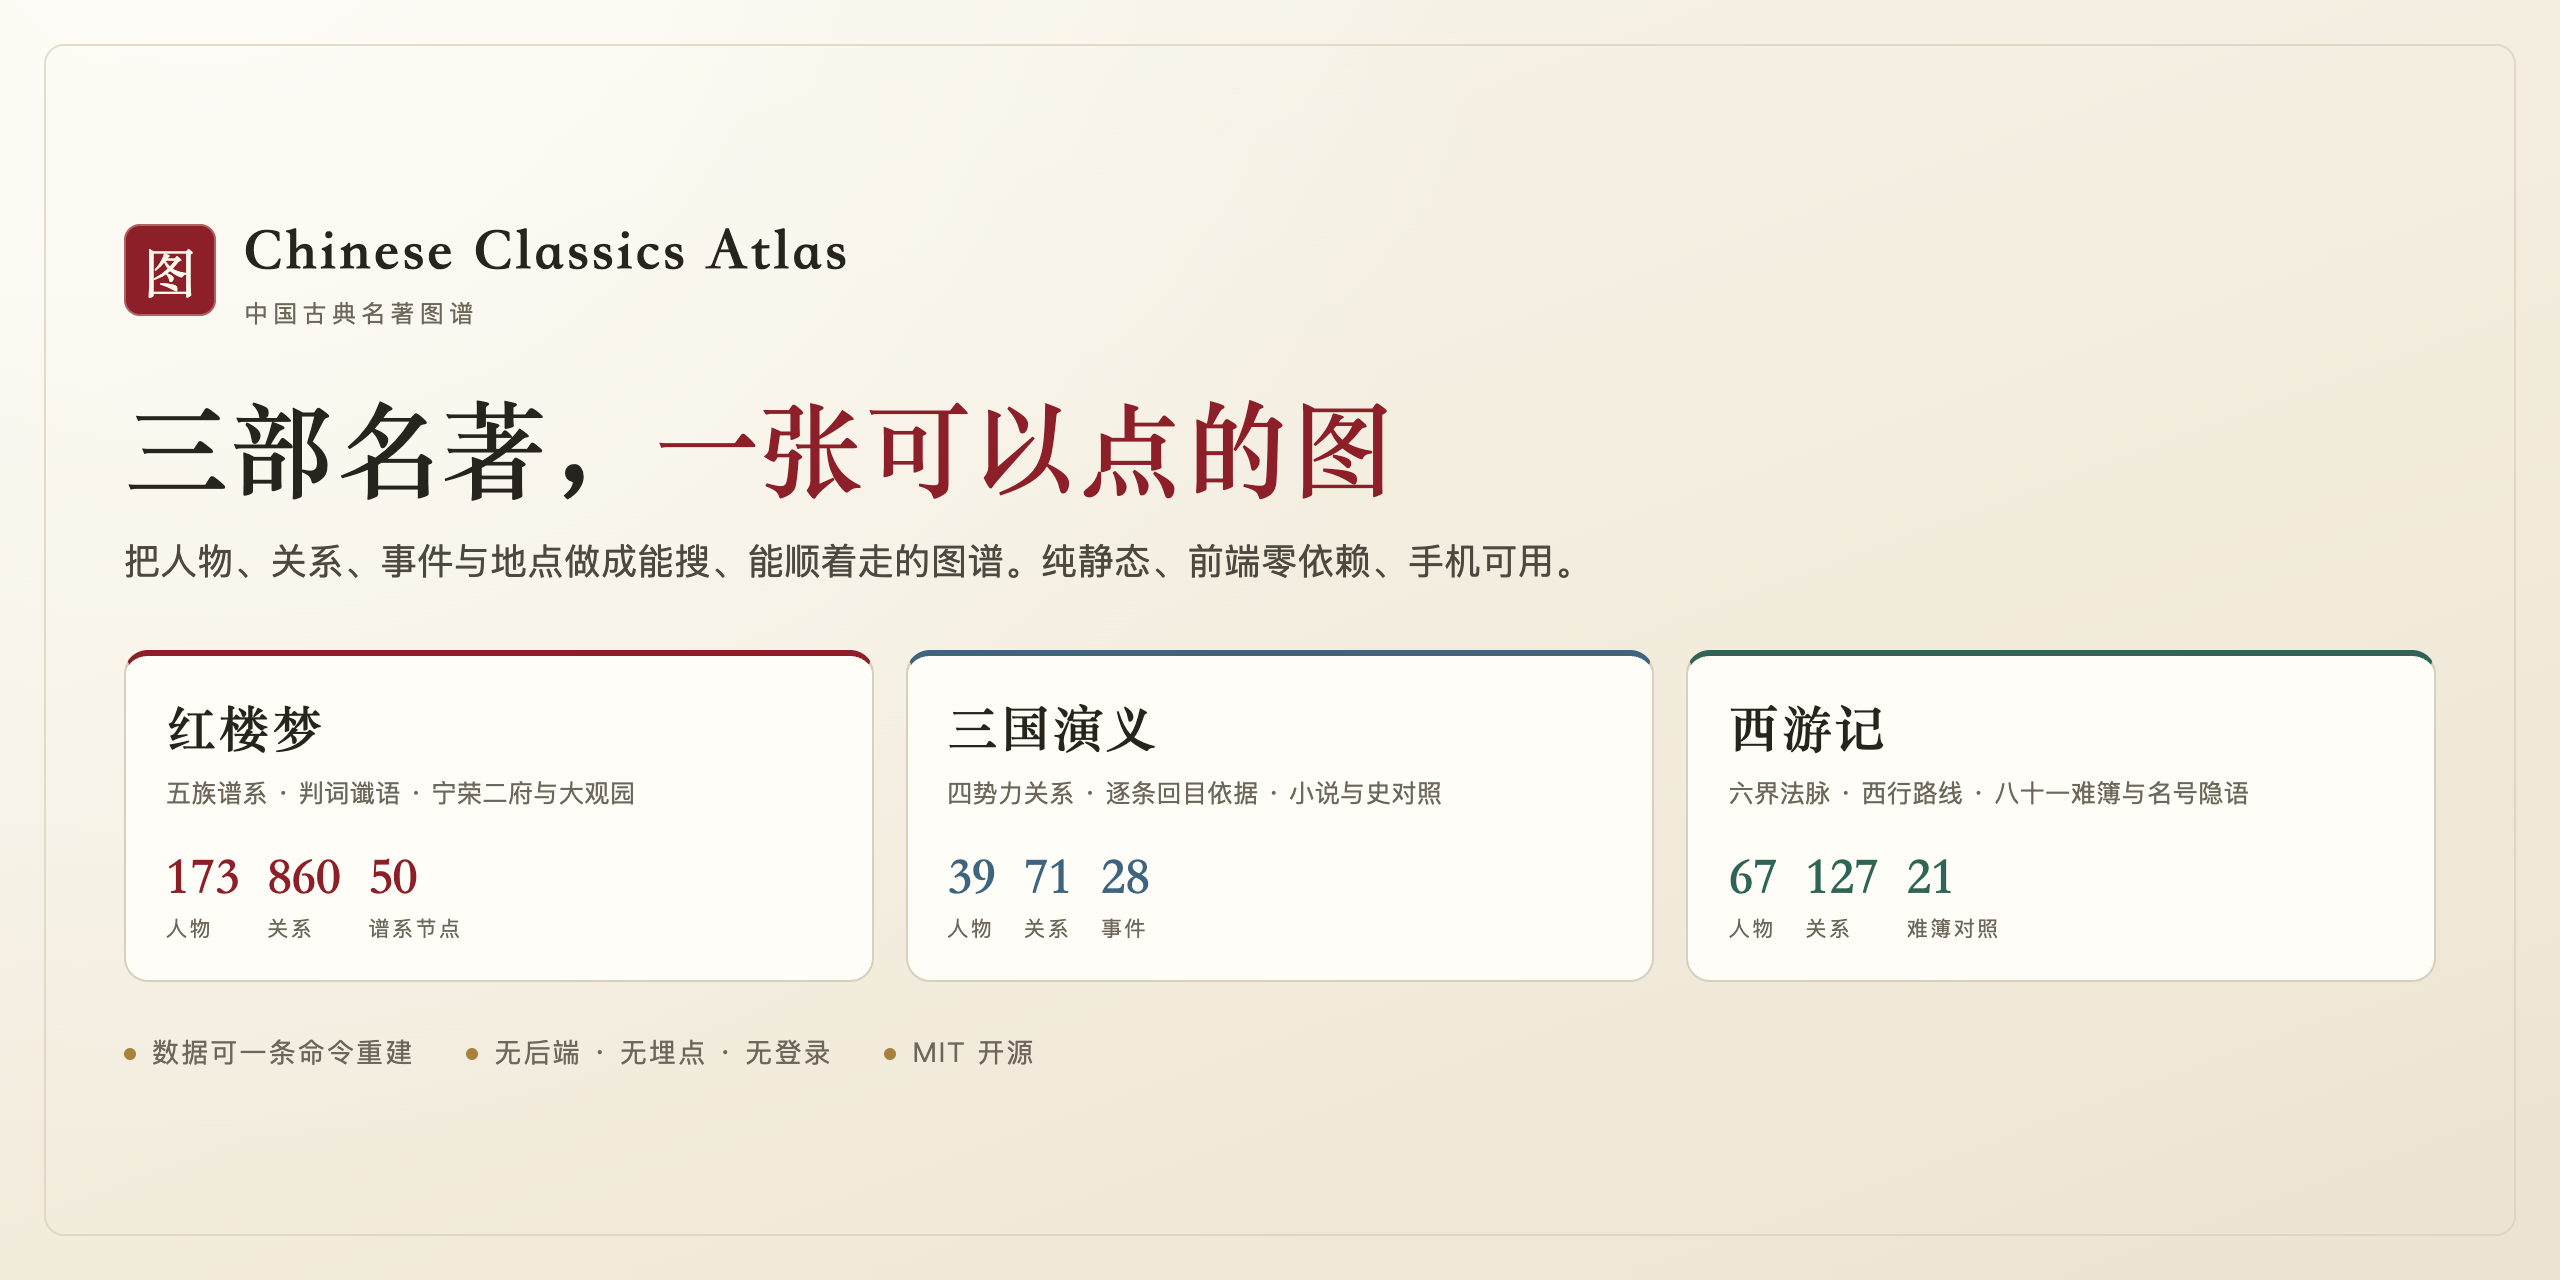 图
Chinese Classics Atlas
中国古典名著图谱
三部名著，一张可以点的图
把人物、关系、事件与地点做成能搜、能顺着走的图谱。纯静态、前端零依赖、手机可用。
红楼梦
五族谱系 · 判词谶语 · 宁荣二府与大观园
173 860 50
人物 关系 谱系节点
三国演义
四势力关系 · 逐条回目依据 · 小说与史对照
39 71 28
人物 关系 事件
西游记
六界法脉 · 西行路线 · 八十一难簿与名号隐语
67 127 21
人物 关系 难簿对照
数据可一条命令重建 无后端 · 无埋点 · 无登录 MIT 开源